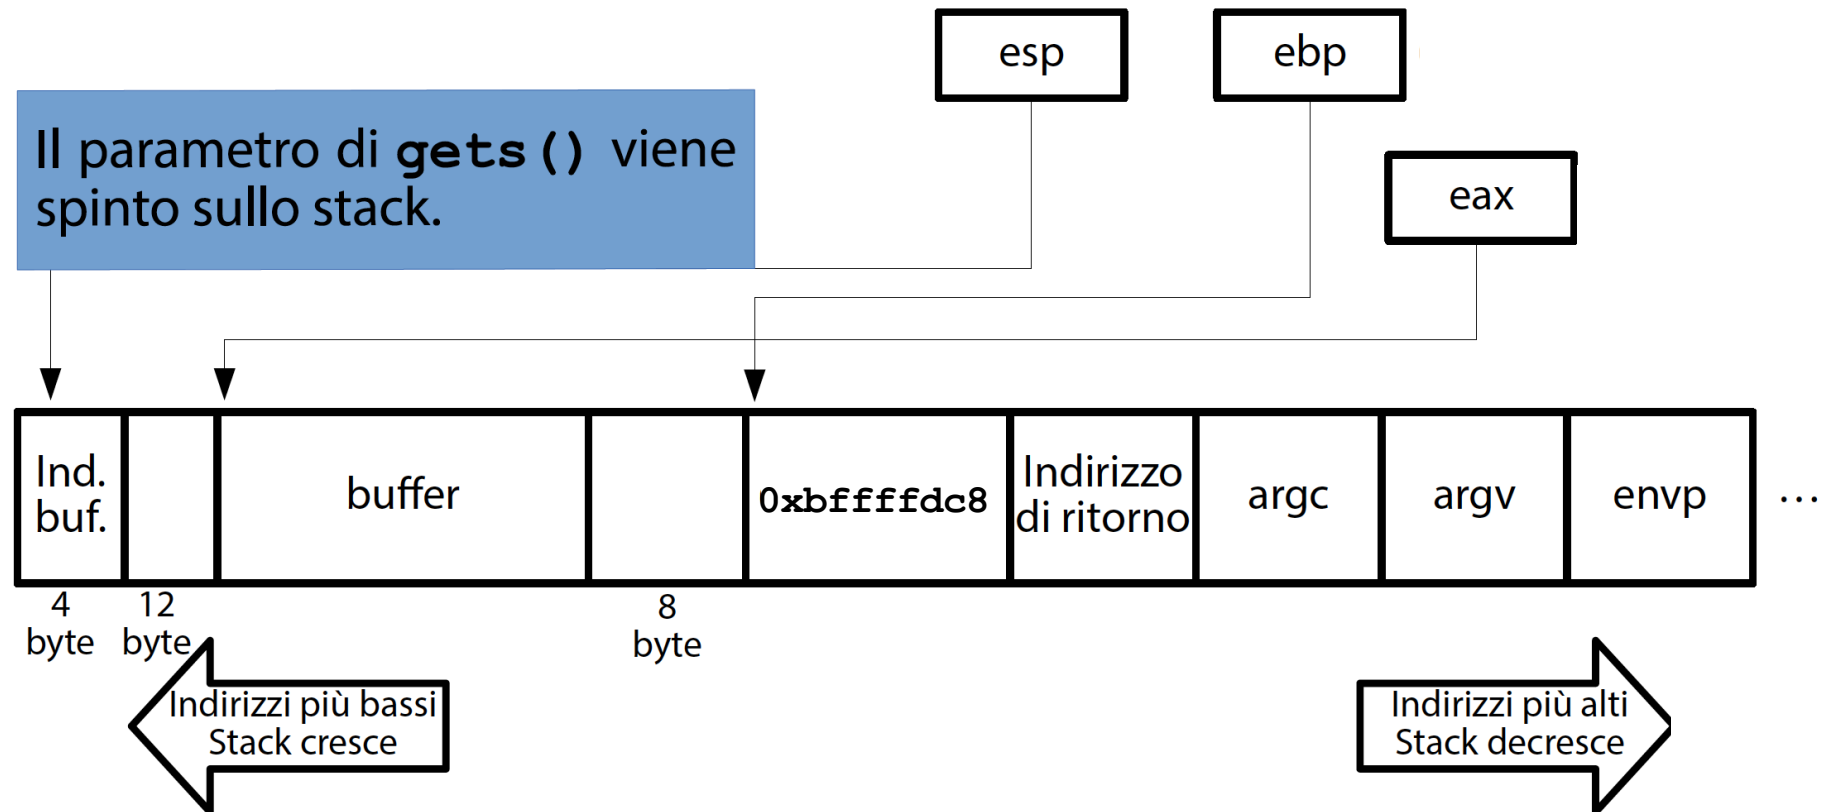 esp
ebp
Il parametro di gets() viene
spinto sullo stack.
eax
Ind.
buf.
buffer
0xbffffdc8
Indirizzo
di ritorno
argc
argv
envp
...
4
byte
12
byte
8
byte
Indirizzi più bassi
Stack cresce
Indirizzi più alti
Stack decresce